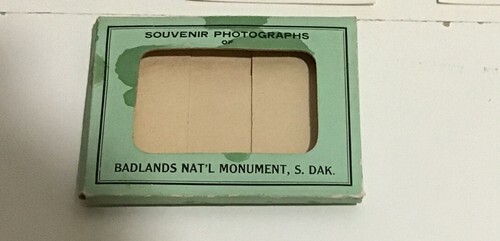 SOUVENIR PHOTOGRAPHS
OF
BADLANDS NAT'L MONUMENT, S. DAK.